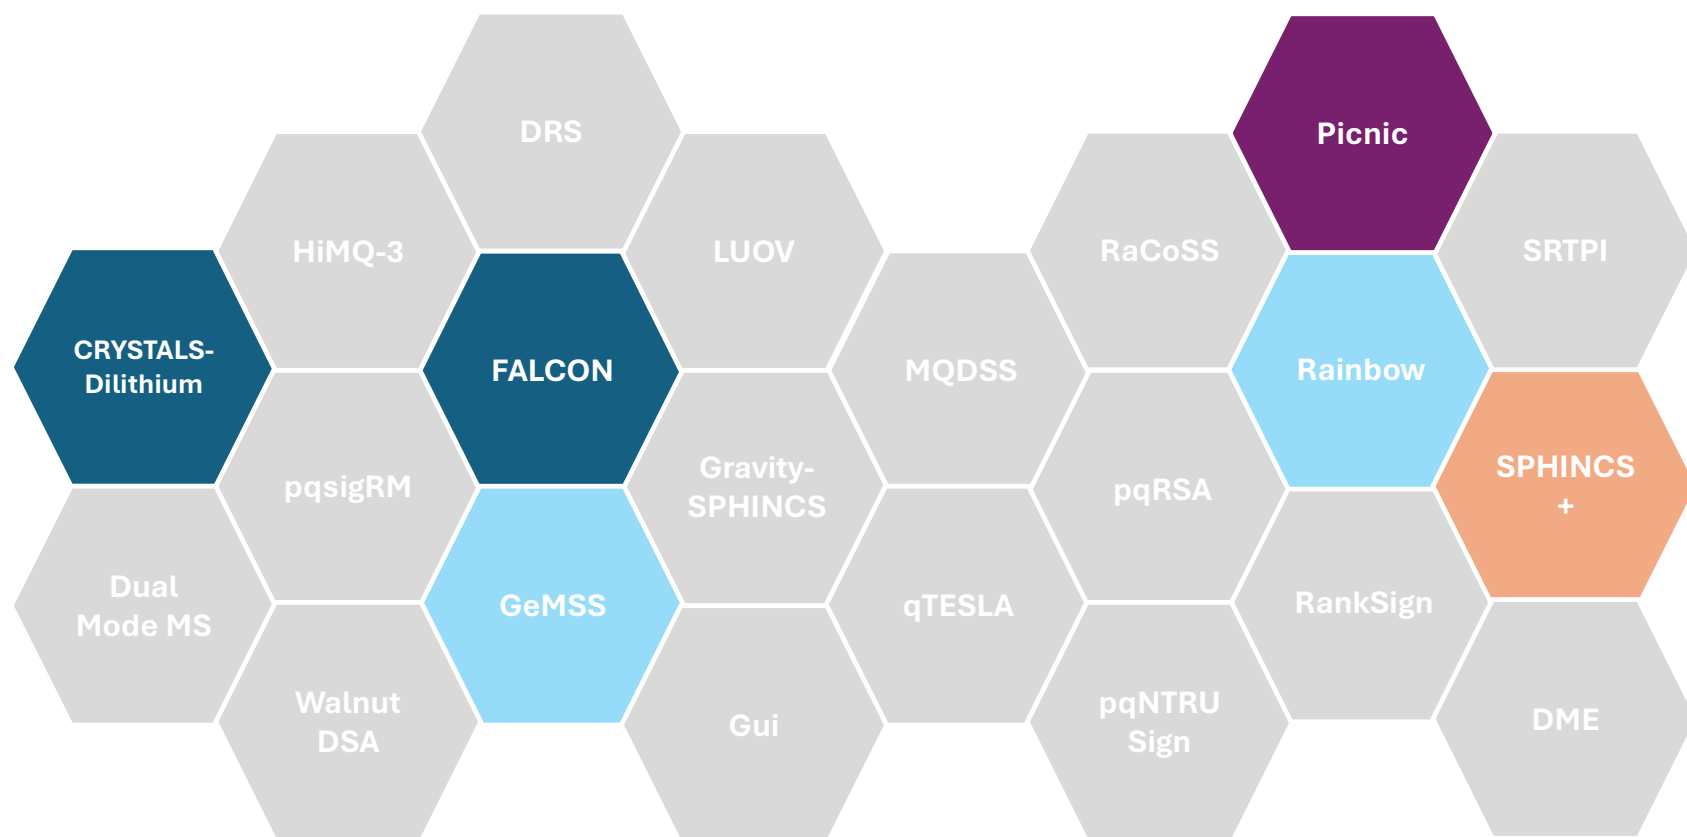 DRS
Picnic
HiMQ-3
LUOV
RaCoSS
SRTPI
CRYSTALS-
Dilithium
FALCON
MQDSS
Rainbow
pqsigRM
Gravity-
SPHINCS
pqRSA
SPHINCS
+
Dual
Mode MS
GeMSS
qTESLA
RankSign
Walnut
DSA
Gui
pqNTRU
Sign
DME